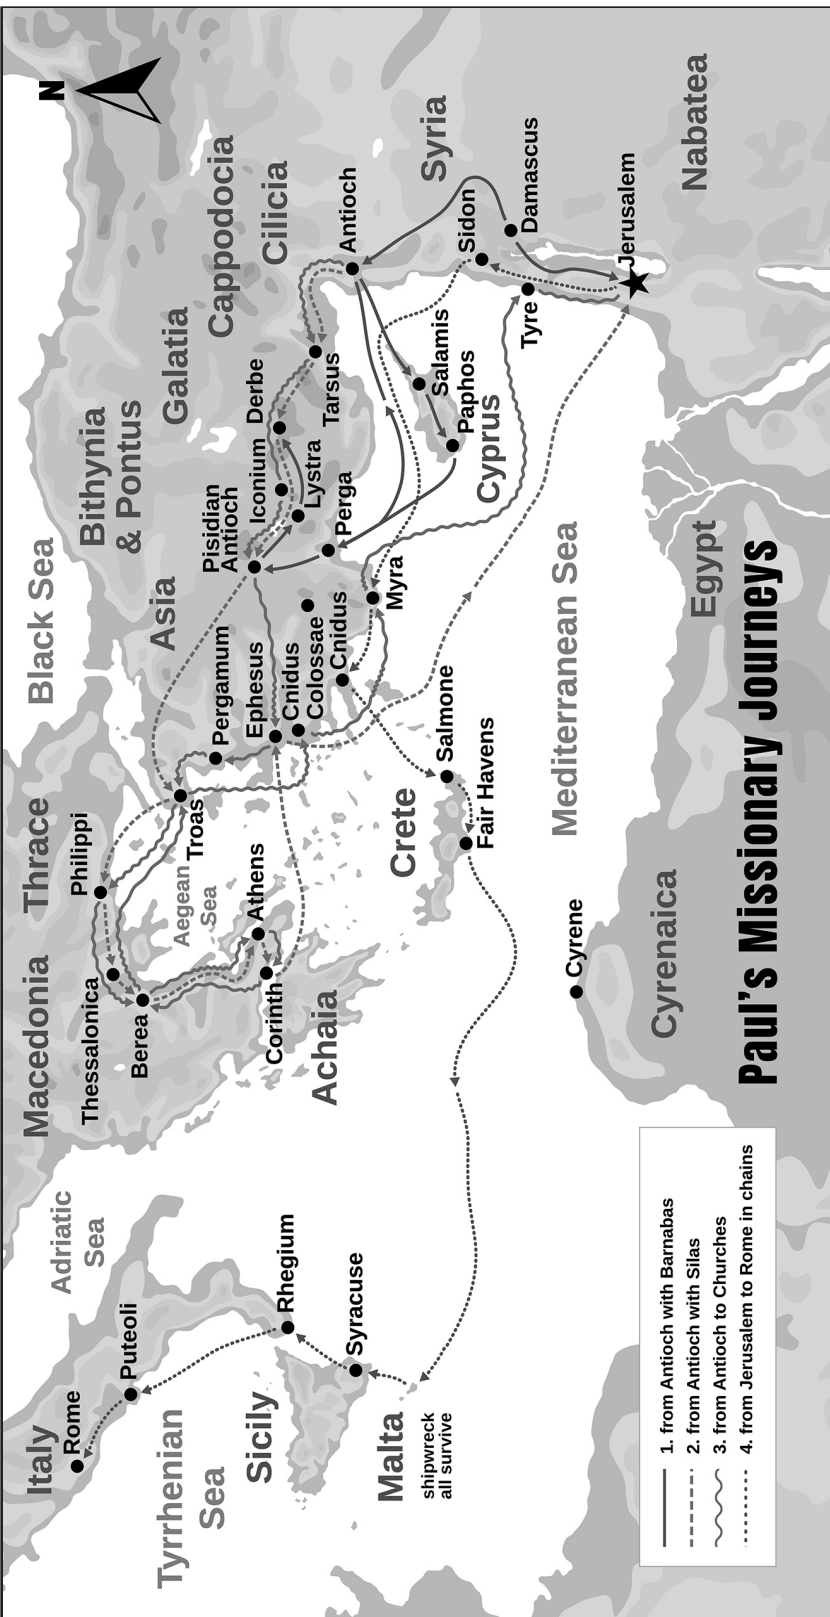 Paul's Missionary Journeys
N
Black Sea
Adriatic
Sea
Tyrrhenian
Sea
Aegean
Sea
Mediterranean Sea
Italy
Sicily
Malta
shipwreck
all survive
Macedonia
Thrace
Achaia
Crete
Asia
Bithynia
& Pontus
Galatia
Cappodocia
Cilicia
Syria
Cyprus
Nabatea
Egypt
Cyrenaica
Rome
Puteoli
Rhegium
Syracuse
Thessalonica
Berea
Philippi
Corinth
Athens
Troas
Pergamum
Ephesus
Cnidus
Colossae
Cnidus
Pisidian
Antioch
Iconium
Lystra
Derbe
Tarsus
Perga
Myra
Antioch
Salamis
Paphos
Sidon
Damascus
Tyre
Jerusalem
Salmone
Fair Havens
Cyrene
1. from Antioch with Barnabas
2. from Antioch with Silas
3. from Antioch to Churches
4. from Jerusalem to Rome in chains